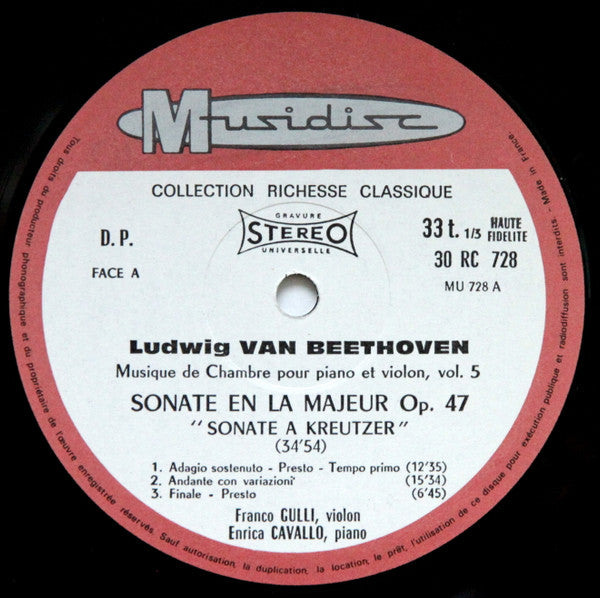 Musidisc
COLLECTION RICHESSE CLASSIQUE
D.P.
FACE A
GRAVURE
STEREO
UNIVERSELLE
33 t. 1/3 HAUTE FIDELITE
30 RC 728
MU 728 A
Ludwig VAN BEETHOVEN
Musique de Chambre pour piano et violon, vol. 5
SONATE EN LA MAJEUR Op. 47
"SONATE A KREUTZER"
(34'54)
1. Adagio sostenuto - Presto - Tempo primo (12'35)
2. Andante con variazioni (15'34)
3. Finale - Presto (6'45)
Franco GULLI, violon
Enrica CAVALLO, piano
Tous droits du producteur phonographique et du propriétaire de l'œuvre enregistrée réservés. Sauf autorisation, la duplication, la location, le prêt, l'utilisation de ce disque pour exécution publique et radiodiffusion sont interdits - Made in France.